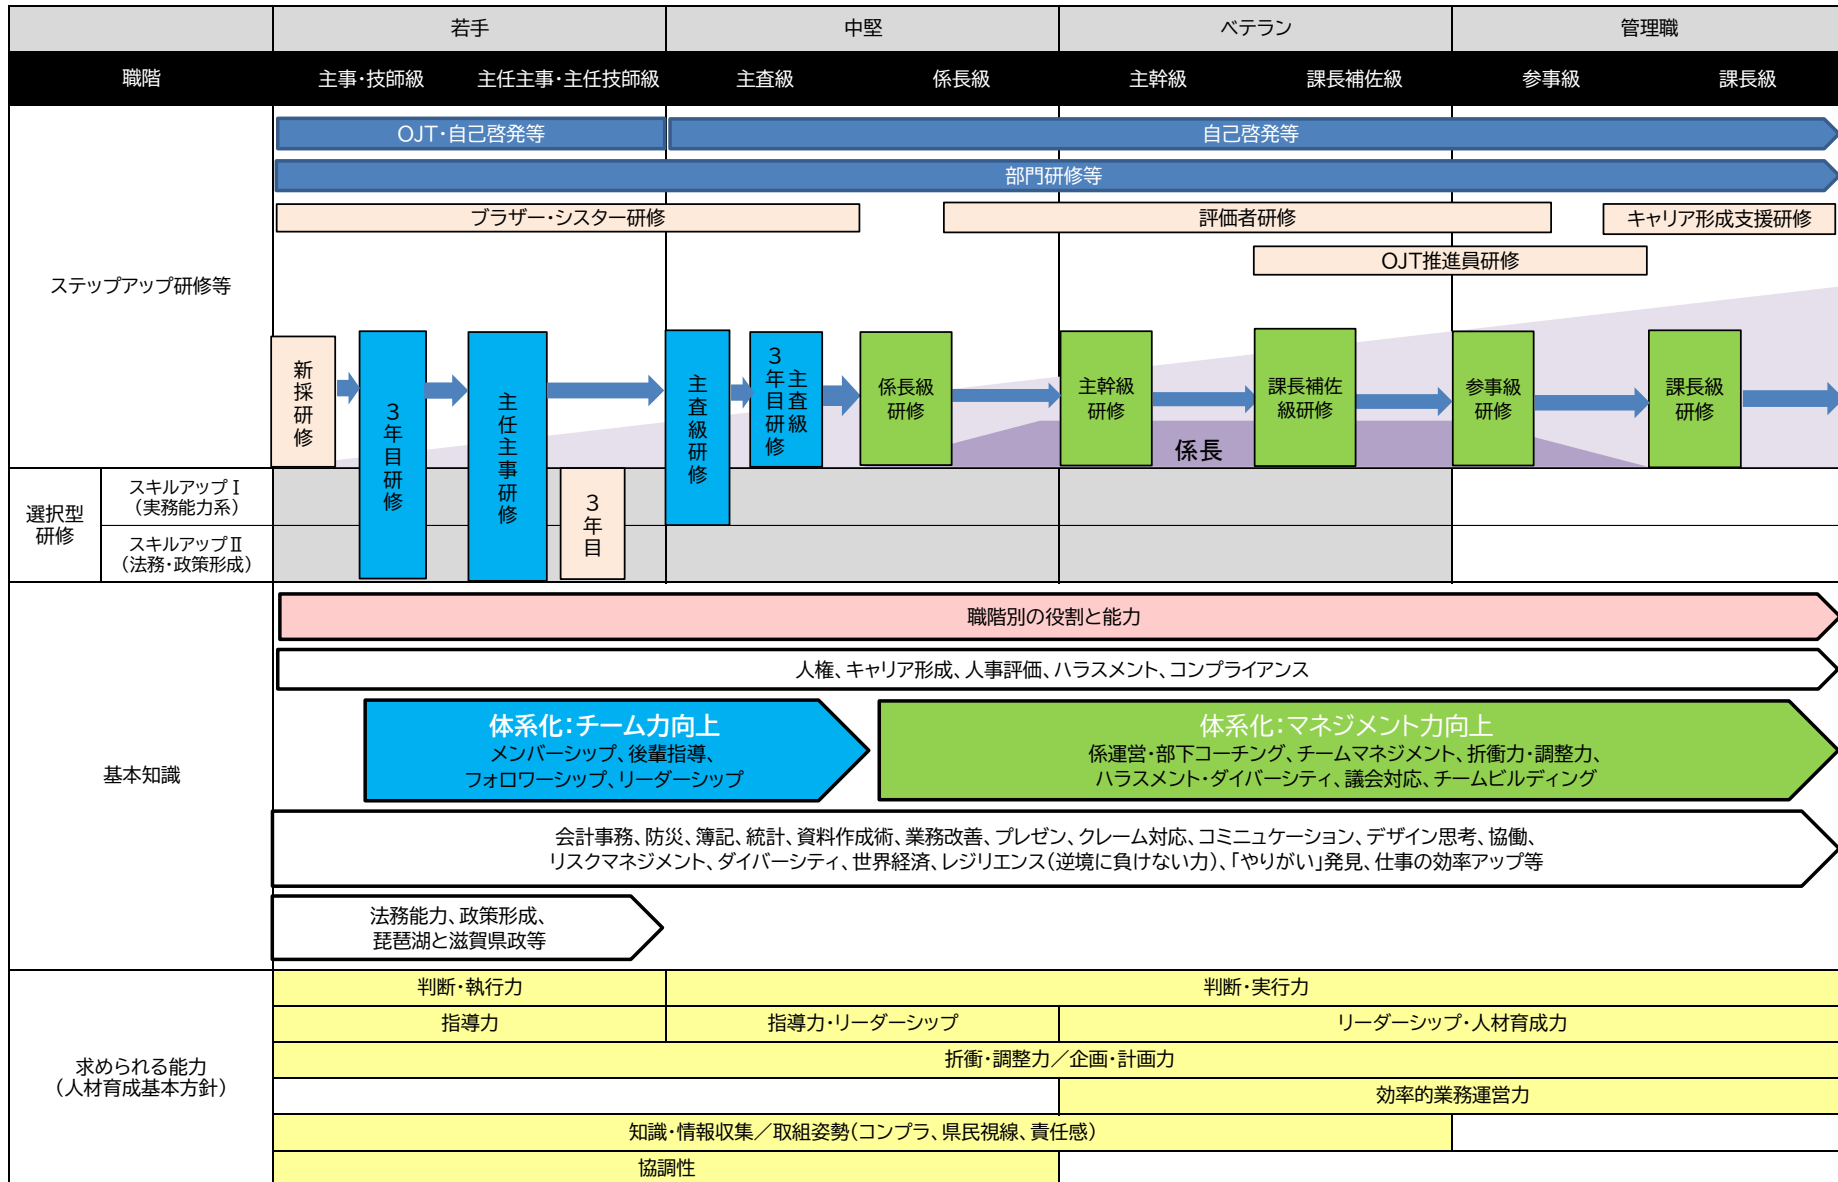 若手
中堅
ベテラン
管理職
職階
主事・技師級
主任主事・主任技師級
主査級
係長級
主幹級
課長補佐級
参事級
課長級
ステップアップ研修等
OJT・自己啓発等
自己啓発等
部門研修等
ブラザー・シスター研修
評価者研修
キャリア形成支援研修
OJT推進員研修
新採研修
3年目研修
主任主事研修
主査級研修
主査級
3年目研修
係長級
研修
主幹級
研修
課長補佐
級研修
参事級
研修
課長級
研修
係長
選択型
研修
スキルアップⅠ
(実務能力系)
スキルアップⅡ
(法務・政策形成)
3年目
基本知識
職階別の役割と能力
人権、キャリア形成、人事評価、ハラスメント、コンプライアンス
体系化:チーム力向上
メンバーシップ、後輩指導、
フォロワーシップ、リーダーシップ
体系化:マネジメント力向上
係運営・部下コーチング、チームマネジメント、折衝力・調整力、
ハラスメント・ダイバーシティ、議会対応、チームビルディング
会計事務、防災、簿記、統計、資料作成術、業務改善、プレゼン、クレーム対応、コミニュケーション、デザイン思考、協働、
リスクマネジメント、ダイバーシティ、世界経済、レジリエンス(逆境に負けない力)、「やりがい」発見、仕事の効率アップ等
法務能力、政策形成、
琵琶湖と滋賀県政等
求められる能力
(人材育成基本方針)
判断・執行力
判断・実行力
指導力
指導力・リーダーシップ
リーダーシップ・人材育成力
折衝・調整力/企画・計画力
効率的業務運営力
知識・情報収集/取組姿勢(コンプラ、県民視線、責任感)
協調性